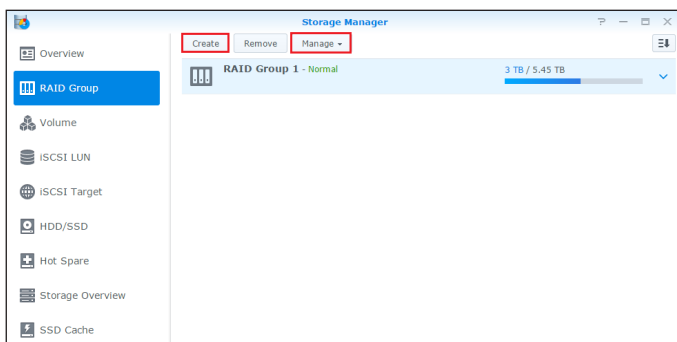 Storage Manager
Overview
RAID Group
Volume
iSCSI LUN
iSCSI Target
HDD/SSD
Hot Spare
Storage Overview
SSD Cache
Create Remove Manage
RAID Group 1 - Normal 3 TB / 5.45 TB